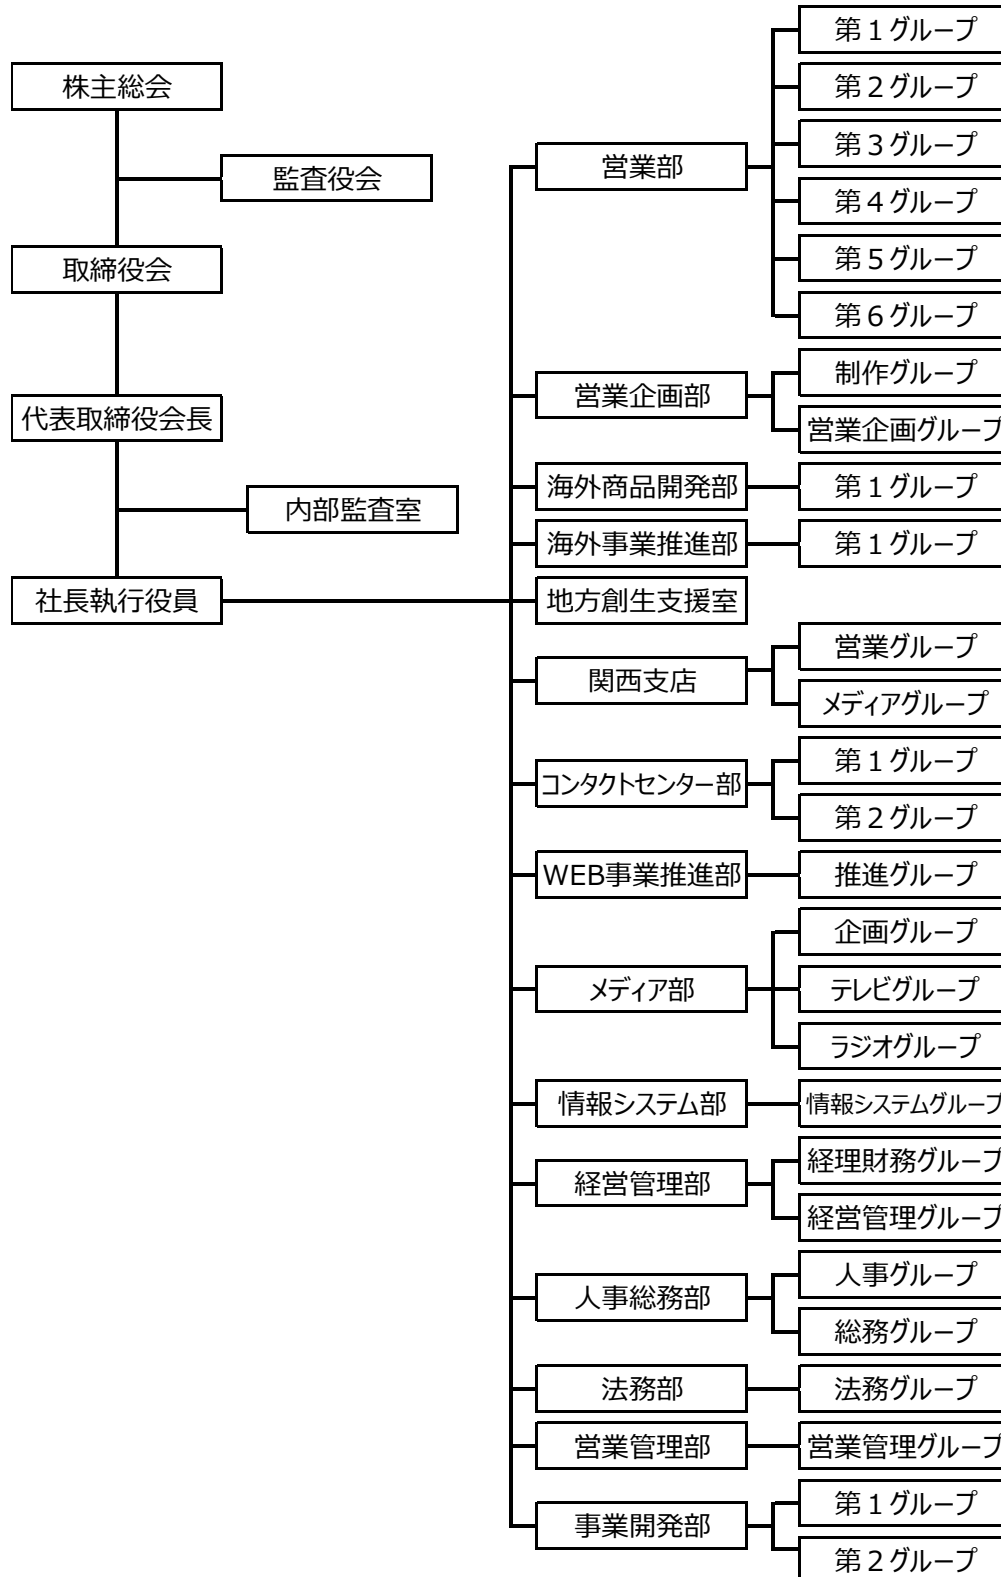 株主総会
監査役会
取締役会
代表取締役会長
内部監査室
社長執行役員
営業部
第１グループ
第２グループ
第３グループ
第４グループ
第５グループ
第６グループ
営業企画部
制作グループ
営業企画グループ
海外商品開発部
第１グループ
海外事業推進部
第１グループ
地方創生支援室
関西支店
営業グループ
メディアグループ
コンタクトセンター部
第１グループ
第２グループ
WEB事業推進部
推進グループ
メディア部
企画グループ
テレビグループ
ラジオグループ
情報システム部
情報システムグループ
経営管理部
経理財務グループ
経営管理グループ
人事総務部
人事グループ
総務グループ
法務部
法務グループ
営業管理部
営業管理グループ
事業開発部
第１グループ
第２グループ